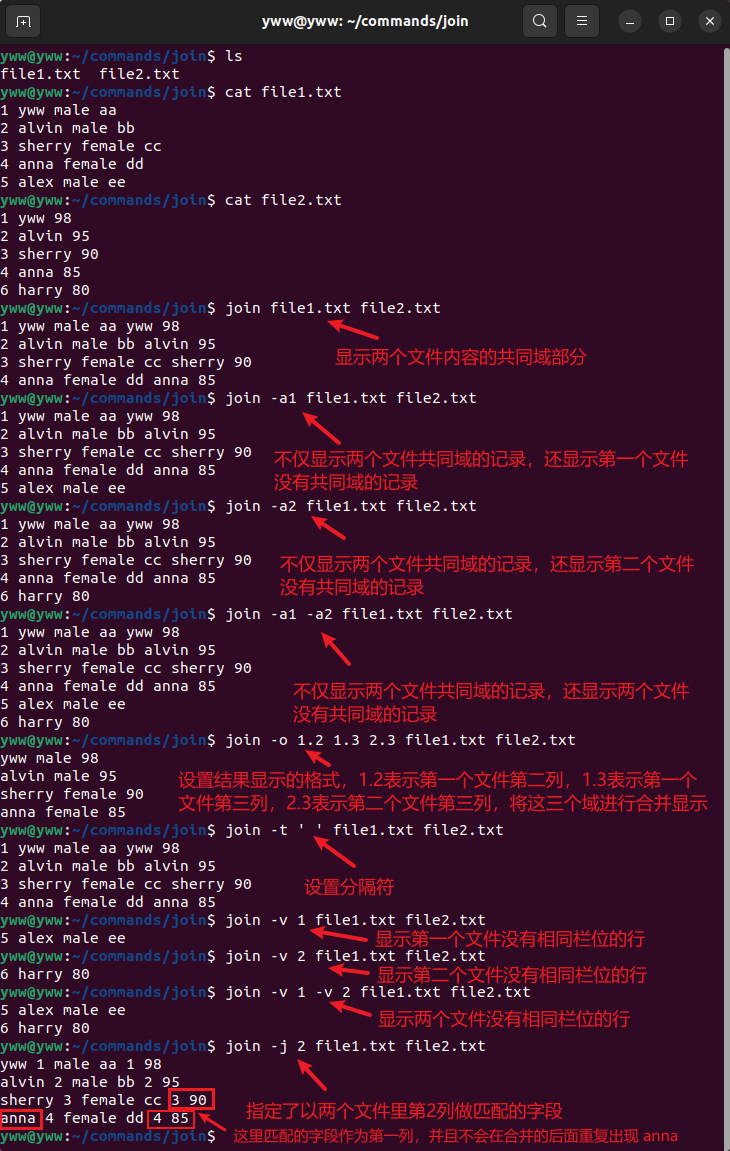 yww@yww: ~/commands/join
yww@yww:~/commands/join$ ls
file1.txt  file2.txt
yww@yww:~/commands/join$ cat file1.txt
1 yww male aa
2 alvin male bb
3 sherry female cc
4 anna female dd
5 alex male ee
yww@yww:~/commands/join$ cat file2.txt
1 yww 98
2 alvin 95
3 sherry 90
4 anna 85
6 harry 80
yww@yww:~/commands/join$ join file1.txt file2.txt
1 yww male aa yww 98
2 alvin male bb alvin 95
显示两个文件内容的共同域部分
3 sherry female cc sherry 90
4 anna female dd anna 85
yww@yww:~/commands/join$ join -a1 file1.txt file2.txt
1 yww male aa yww 98
2 alvin male bb alvin 95
3 sherry female cc sherry 90
不仅显示两个文件共同域的记录，还显示第一个文件
4 anna female dd anna 85
没有共同域的记录
5 alex male ee
yww@yww:~/commands/join$ join -a2 file1.txt file2.txt
1 yww male aa yww 98
2 alvin male bb alvin 95
3 sherry female cc sherry 90
不仅显示两个文件共同域的记录，还显示第二个文件
4 anna female dd anna 85
没有共同域的记录
6 harry 80
yww@yww:~/commands/join$ join -a1 -a2 file1.txt file2.txt
1 yww male aa yww 98
2 alvin male bb alvin 95
3 sherry female cc sherry 90
4 anna female dd anna 85
不仅显示两个文件共同域的记录，还显示两个文件
5 alex male ee
没有共同域的记录
6 harry 80
yww@yww:~/commands/join$ join -o 1.2 1.3 2.3 file1.txt file2.txt
yww male 98
alvin male 95
设置结果显示的格式，1.2表示第一个文件第二列，1.3表示第一个
sherry female 90
文件第三列，2.3表示第二个文件第三列，将这三个域进行合并显示
anna female 85
yww@yww:~/commands/join$ join -t ' ' file1.txt file2.txt
1 yww male aa yww 98
2 alvin male bb alvin 95
3 sherry female cc sherry 90
设置分隔符
4 anna female dd anna 85
yww@yww:~/commands/join$ join -v 1 file1.txt file2.txt
5 alex male ee
显示第一个文件没有相同栏位的行
yww@yww:~/commands/join$ join -v 2 file1.txt file2.txt
6 harry 80
显示第二个文件没有相同栏位的行
yww@yww:~/commands/join$ join -v 1 -v 2 file1.txt file2.txt
5 alex male ee
显示两个文件没有相同栏位的行
6 harry 80
yww@yww:~/commands/join$ join -j 2 file1.txt file2.txt
yww 1 male aa 1 98
alvin 2 male bb 2 95
sherry 3 female cc 3 90
指定了以两个文件里第2列做匹配的字段
anna 4 female dd 4 85
yww@yww:~/commands/join$
这里匹配的字段作为第一列，并且不会在合并的后面重复出现 anna